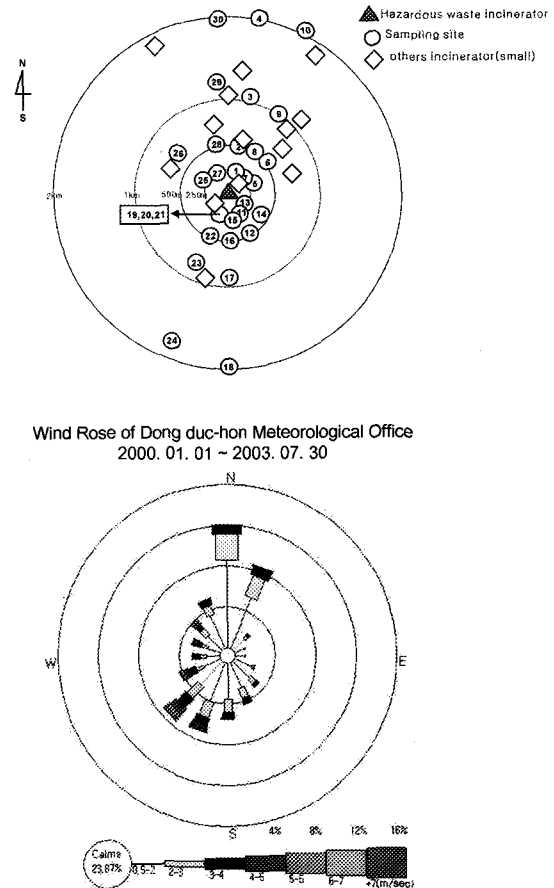 Hazardous waste incinerator
Sampling site
others incinerator(small)
N
S
30 4 10
29 3 9
28 2 8 6
26 25 27 1 7 5
2km 1km 500m 250m
19,20,21
13 11 14 15
22 16 12
23 17
24
18
Wind Rose of Dong duc-hon Meteorological Office
2000. 01. 01 ~ 2003. 07. 30
N
W
E
S
4% 8% 12% 16%
Calms
23,87%
0,5-2 2-3 3-4 4-5 5-6 6-7 +7(m/sec)